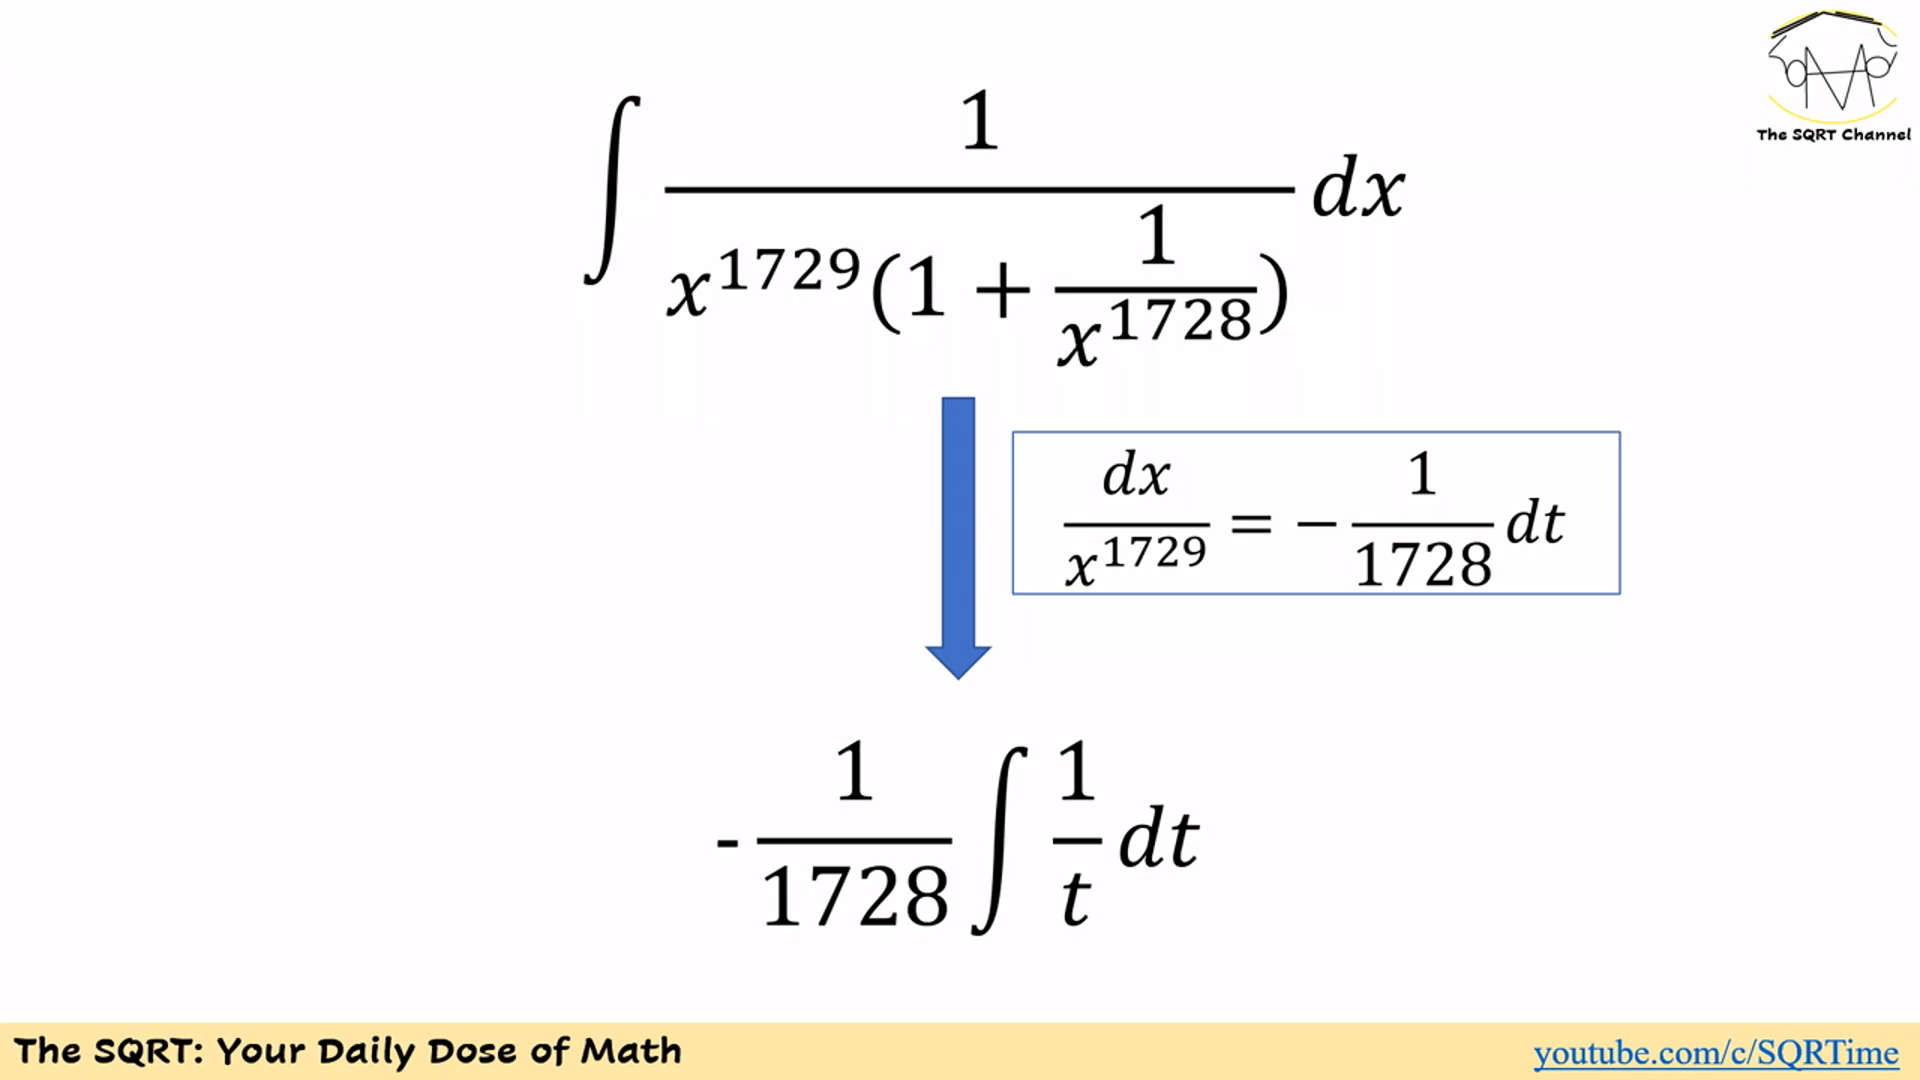 The SQRT Channel
∫ 1 / (x^1729 (1 + 1/x^1728)) dx
dx / x^1729 = − 1/1728 dt
- 1/1728 ∫ 1/t dt
The SQRT: Your Daily Dose of Math
youtube.com/c/SQRTime